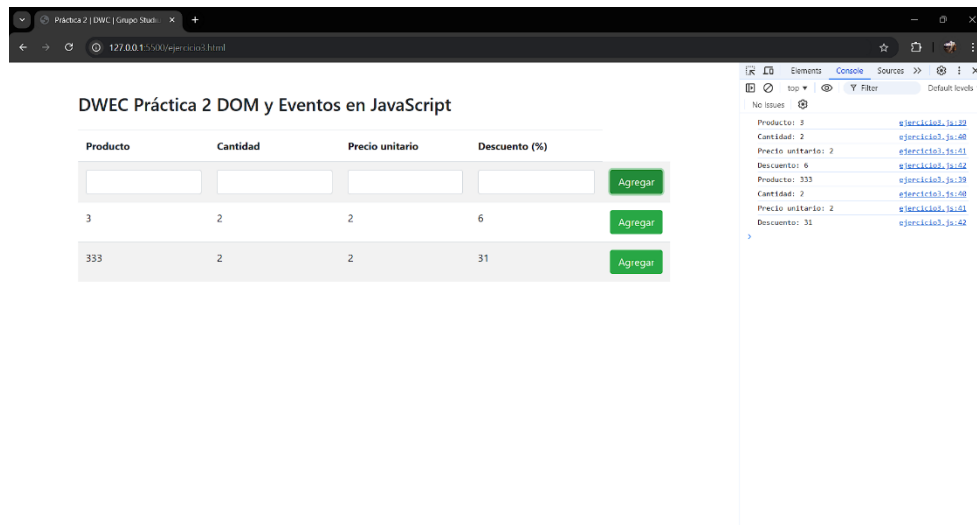 Práctica 2 | DWC | Grupo Studiu
127.0.0.1:5500/ejercicio3.html
Elements Console Sources
top Filter Default levels
No Issues
DWEC Práctica 2 DOM y Eventos en JavaScript
Producto Cantidad Precio unitario Descuento (%)
Agregar
3 2 2 6 Agregar
333 2 2 31 Agregar
Producto: 3 ejercicio3.js:39
Cantidad: 2 ejercicio3.js:40
Precio unitario: 2 ejercicio3.js:41
Descuento: 6 ejercicio3.js:42
Producto: 333 ejercicio3.js:39
Cantidad: 2 ejercicio3.js:40
Precio unitario: 2 ejercicio3.js:41
Descuento: 31 ejercicio3.js:42